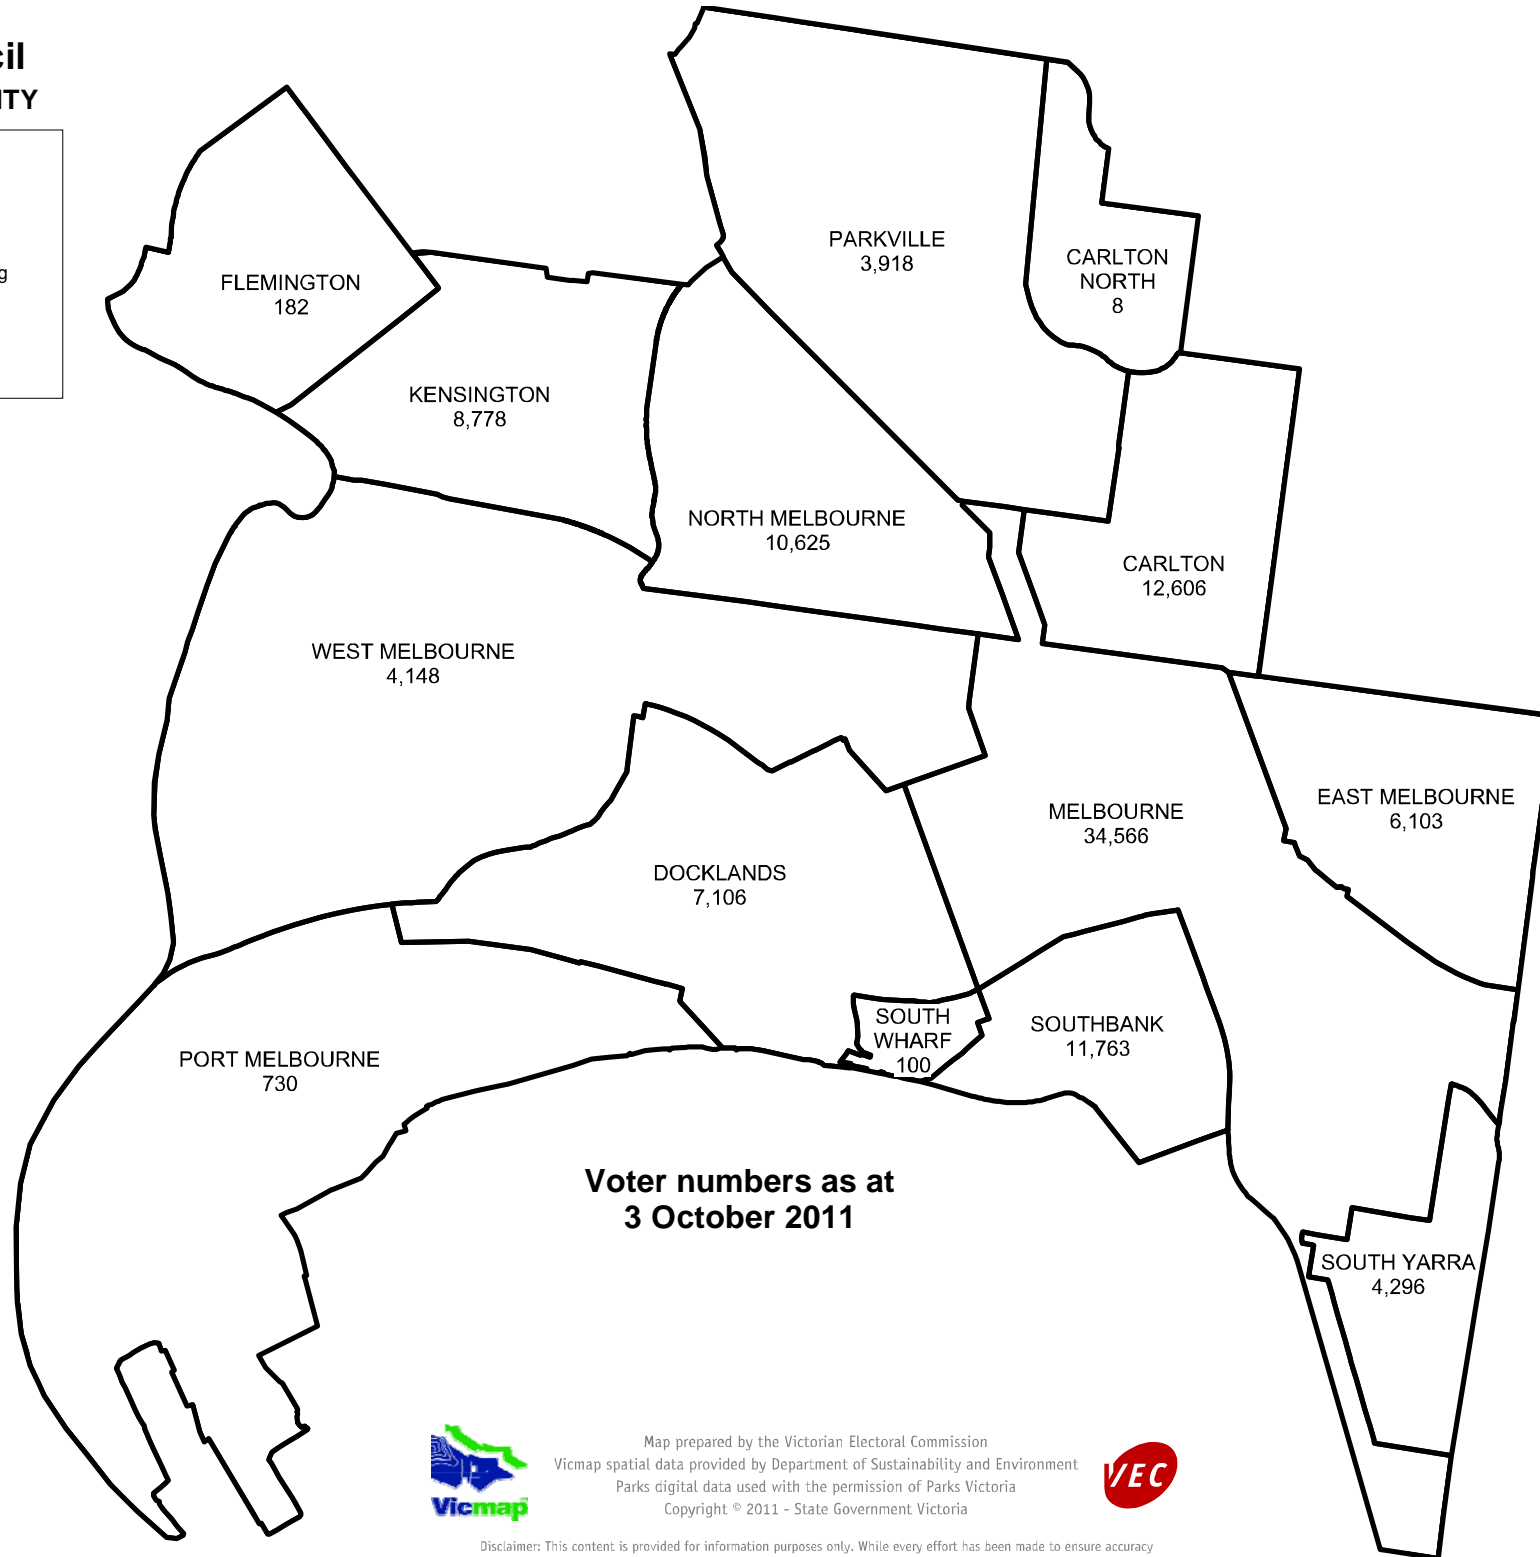 cil
ITY
g
PARKVILLE
3,918
CARLTON
NORTH
8
FLEMINGTON
182
KENSINGTON
8,778
NORTH MELBOURNE
10,625
CARLTON
12,606
WEST MELBOURNE
4,148
EAST MELBOURNE
6,103
MELBOURNE
34,566
DOCKLANDS
7,106
SOUTH
WHARF
100
SOUTHBANK
11,763
PORT MELBOURNE
730
Voter numbers as at
3 October 2011
SOUTH YARRA
4,296
Vicmap
Map prepared by the Victorian Electoral Commission
Vicmap spatial data provided by Department of Sustainability and Environment
Parks digital data used with the permission of Parks Victoria
Copyright © 2011 - State Government Victoria
VEC
Disclaimer: This content is provided for information purposes only. While every effort has been made to ensure accuracy